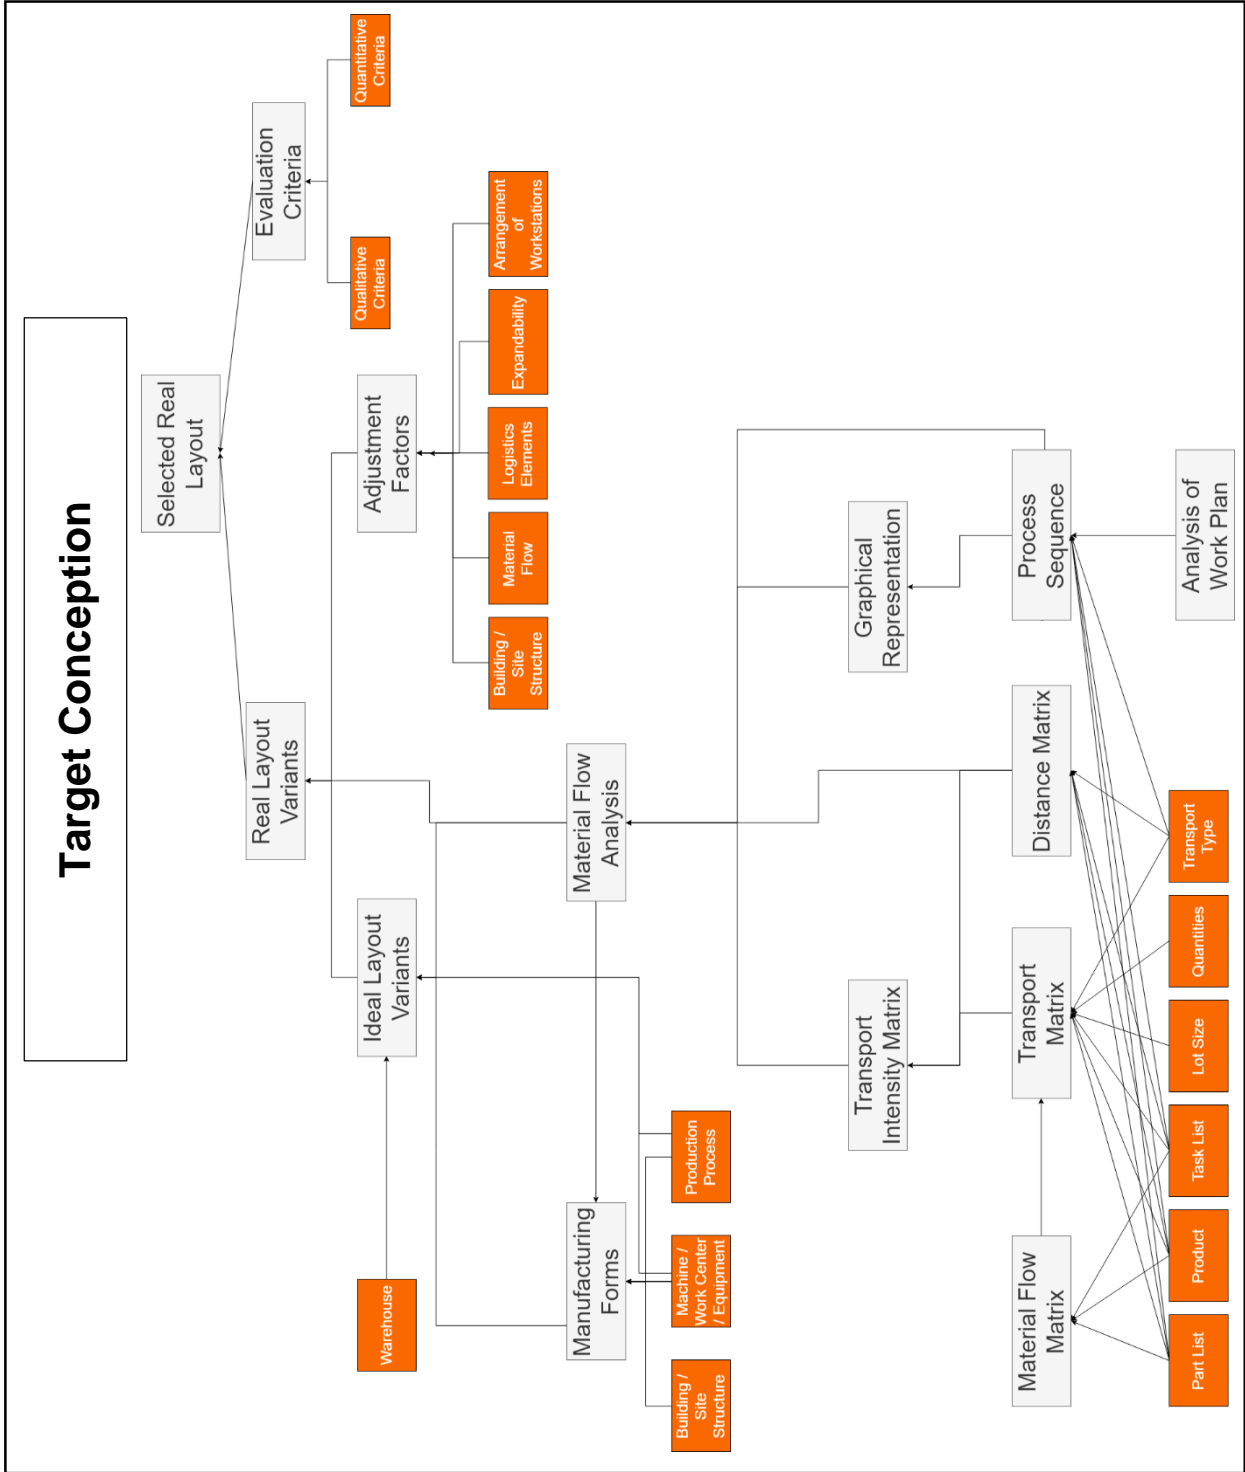 Target Conception
Selected Real
Layout
Real Layout
Variants
Evaluation
Criteria
Ideal Layout
Variants
Adjustment
Factors
Qualitative
Criteria
Quantitative
Criteria
Warehouse
Building /
Site
Structure
Material
Flow
Logistics
Elements
Expandability
Arrangement
of
Workstations
Manufacturing
Forms
Material Flow
Analysis
Building /
Site
Structure
Machine /
Work Center
/ Equipment
Production
Process
Transport
Intensity Matrix
Graphical
Representation
Material Flow
Matrix
Transport
Matrix
Distance Matrix
Process
Sequence
Part List
Product
Task List
Lot Size
Quantities
Transport
Type
Analysis of
Work Plan